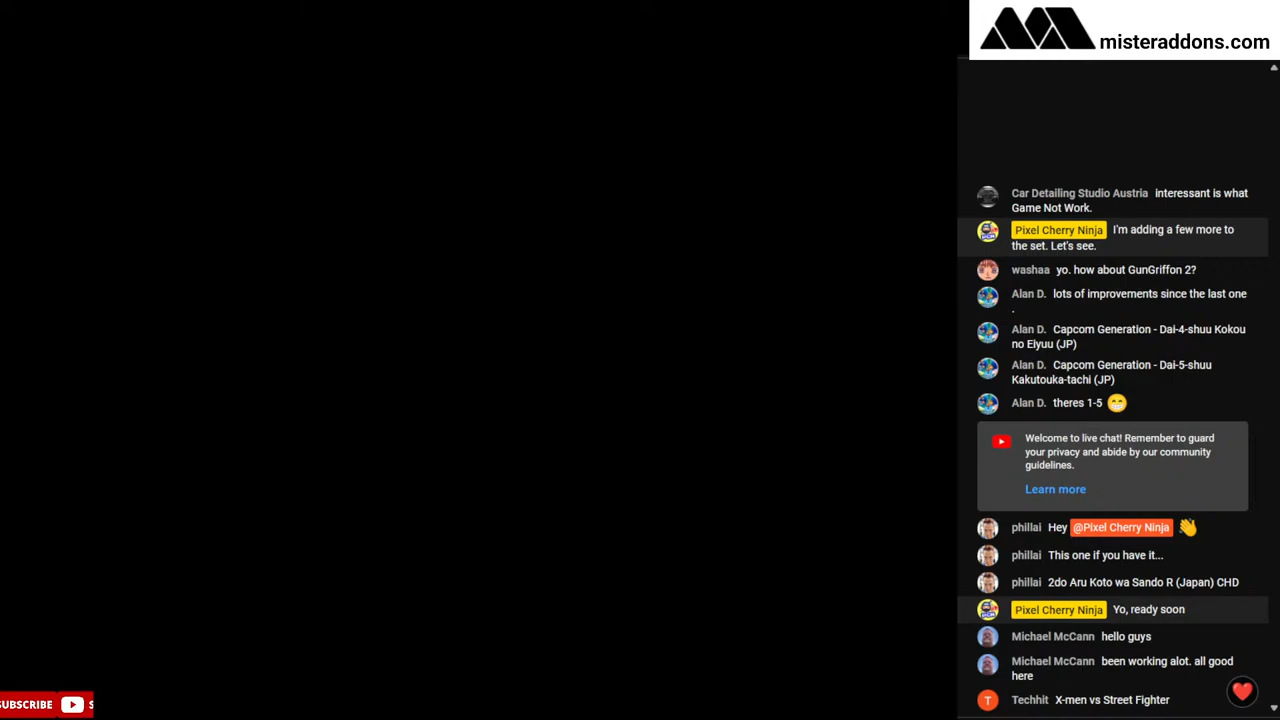 misteraddons.com
Car Detailing Studio Austria interessant is what
Game Not Work.
Pixel Cherry Ninja I'm adding a few more to
the set. Let's see.
washaa yo. how about GunGriffon 2?
Alan D. lots of improvements since the last one
.
Alan D. Capcom Generation - Dai-4-shuu Kokou
no Eiyuu (JP)
Alan D. Capcom Generation - Dai-5-shuu
Kakutouka-tachi (JP)
Alan D. theres 1-5 😁
Welcome to live chat! Remember to guard
your privacy and abide by our community
guidelines.
Learn more
phillai Hey @Pixel Cherry Ninja 👋
phillai This one if you have it...
phillai 2do Aru Koto wa Sando R (Japan) CHD
Pixel Cherry Ninja Yo, ready soon
Michael McCann hello guys
Michael McCann been working alot. all good
here
T Techhit X-men vs Street Fighter
SUBSCRIBE S